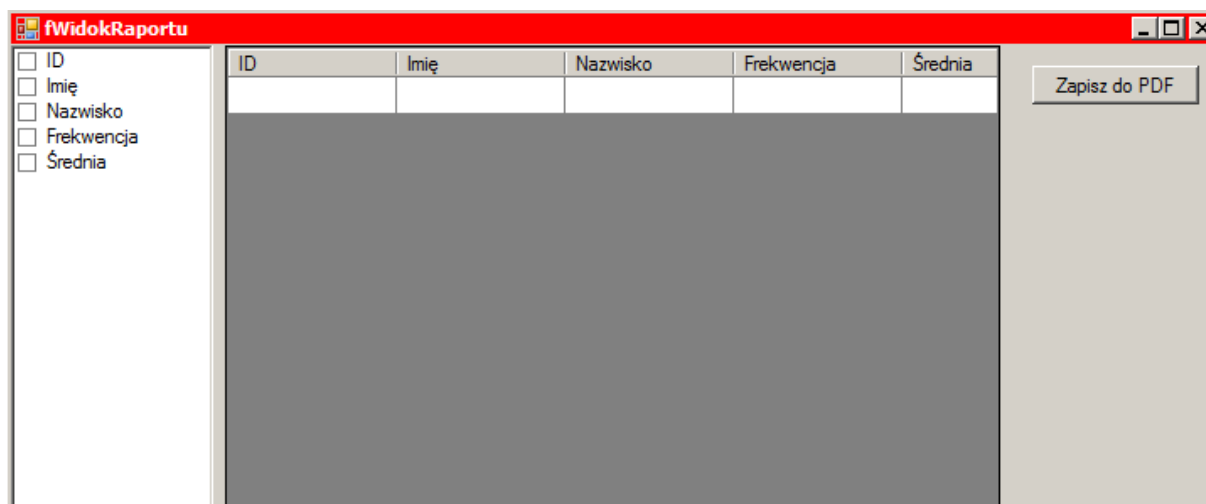 fWidokRaportu
ID
Imię
Nazwisko
Frekwencja
Średnia
ID Imię Nazwisko Frekwencja Średnia
Zapisz do PDF